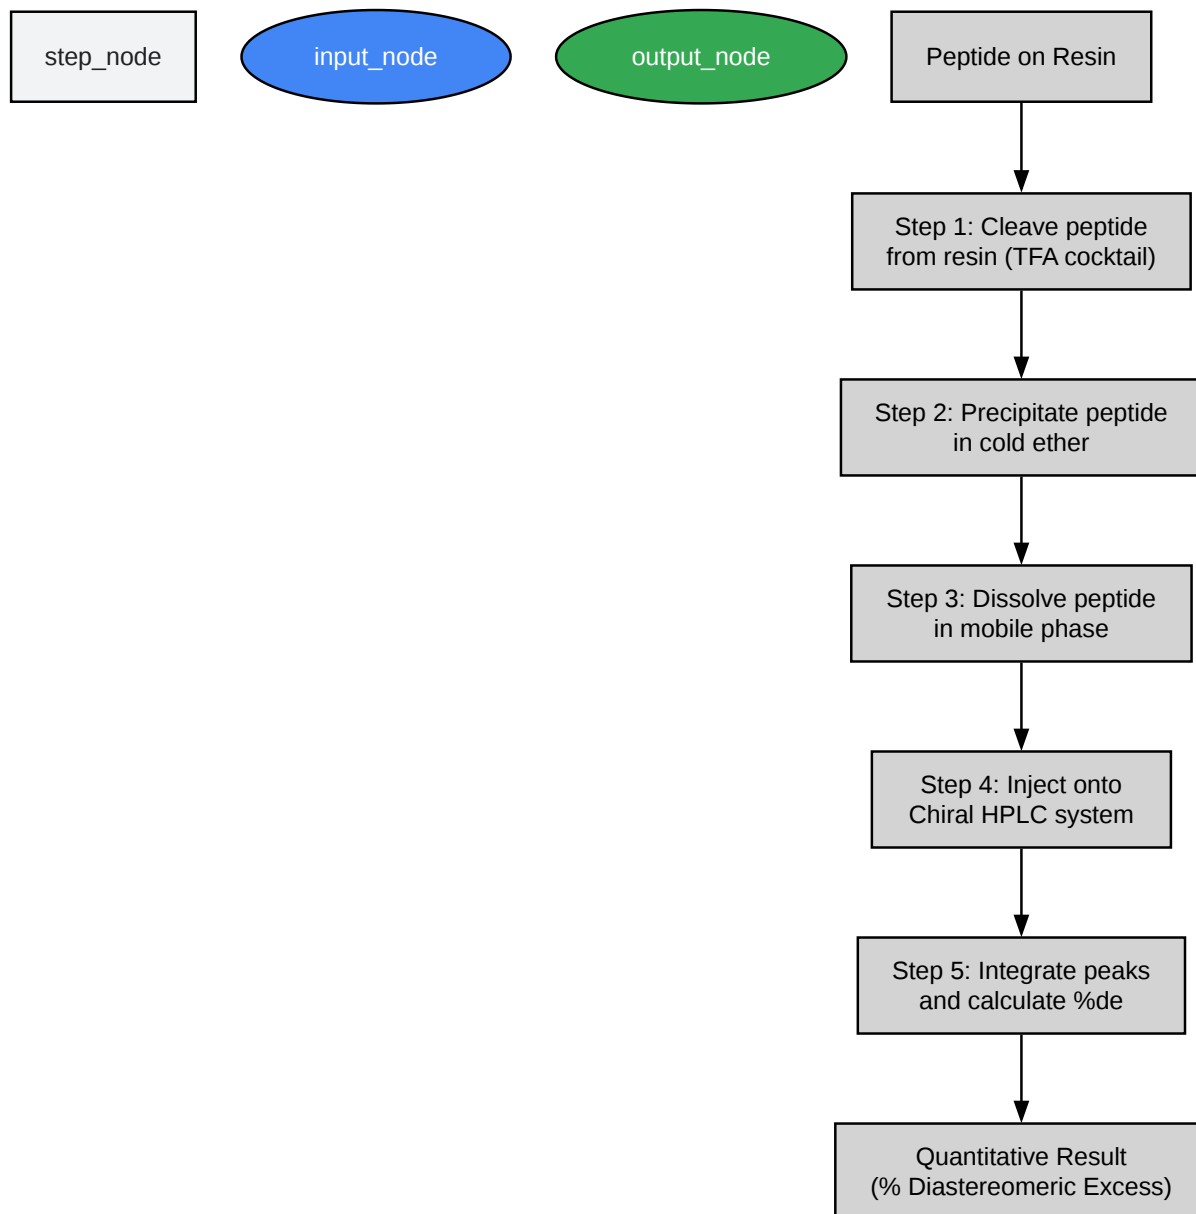 step_node
input_node
output_node
Peptide on Resin
Step 1: Cleave peptide
from resin (TFA cocktail)
Step 2: Precipitate peptide
in cold ether
Step 3: Dissolve peptide
in mobile phase
Step 4: Inject onto
Chiral HPLC system
Step 5: Integrate peaks
and calculate %de
Quantitative Result
(% Diastereomeric Excess)